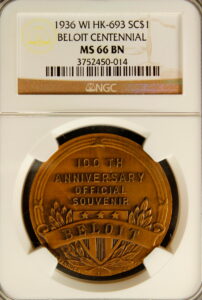 1936 WI HK-693 SC$1
BELOIT CENTENNIAL
MS 66 BN
3752450-014
NGC
100 TH
ANNIVERSARY
OFFICIAL
SOUVENIR
BELOIT